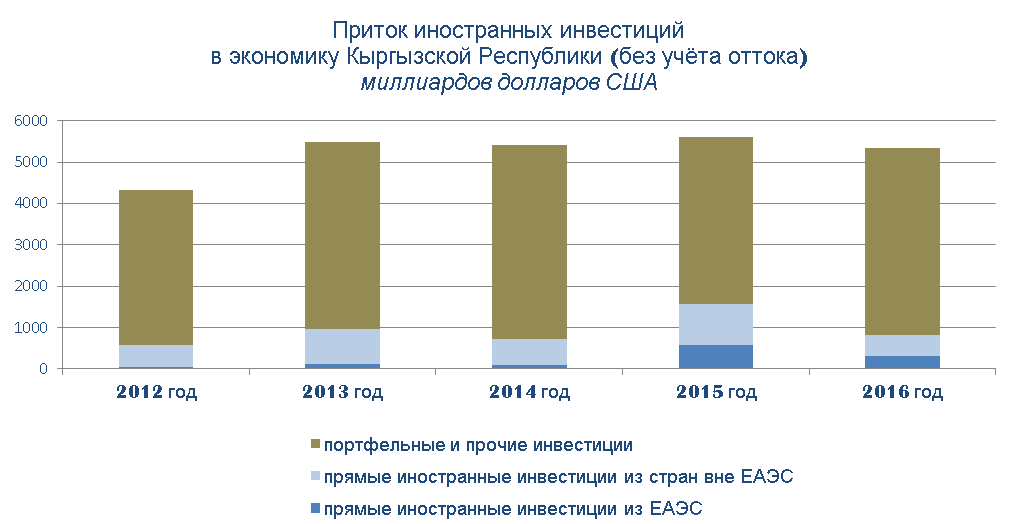 Приток иностранных инвестиций
в экономику Кыргызской Республики (без учёта оттока)
миллиардов долларов США
6000
5000
4000
3000
2000
1000
0
2012 год
2013 год
2014 год
2015 год
2016 год
портфельные и прочие инвестиции
прямые иностранные инвестиции из стран вне ЕАЭС
прямые иностранные инвестиции из ЕАЭС